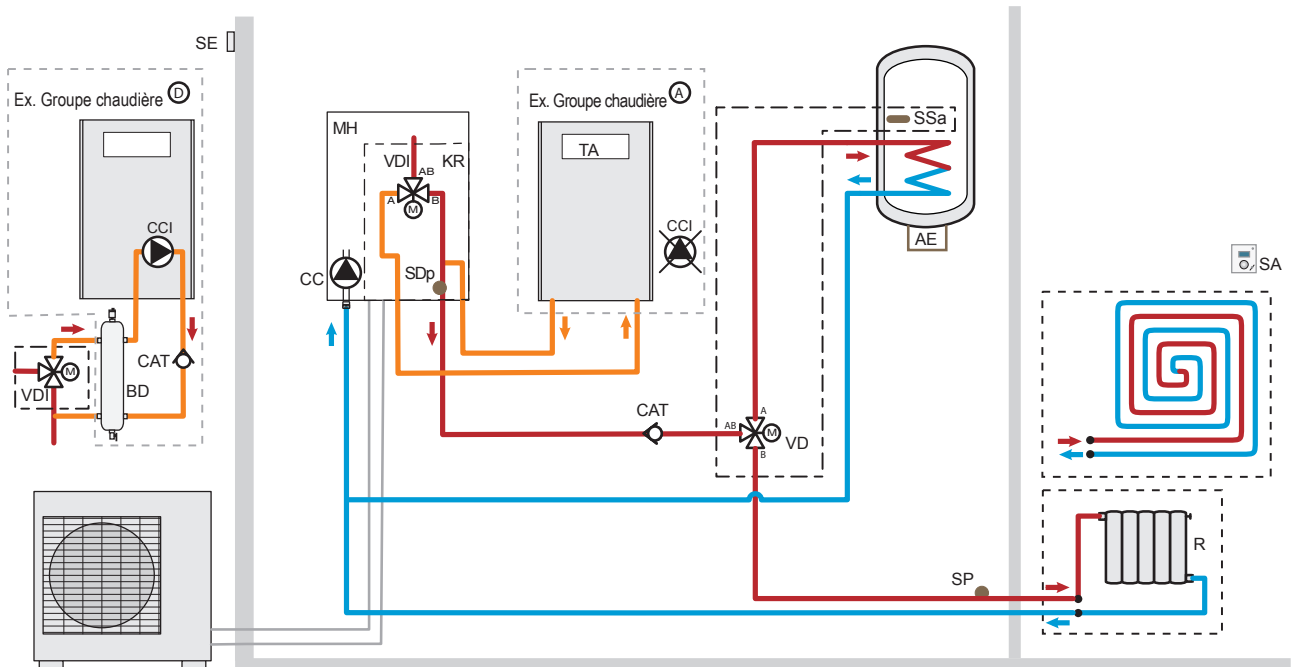 SE
Ex. Groupe chaudière D
CCI
CAT
VDI
M
BD
MH
VDI
KR
AB
A
B
M
CC
SDp
Ex. Groupe chaudière A
TA
CCI
SSa
AE
CAT
A
AB
M
VD
B
SA
R
SP